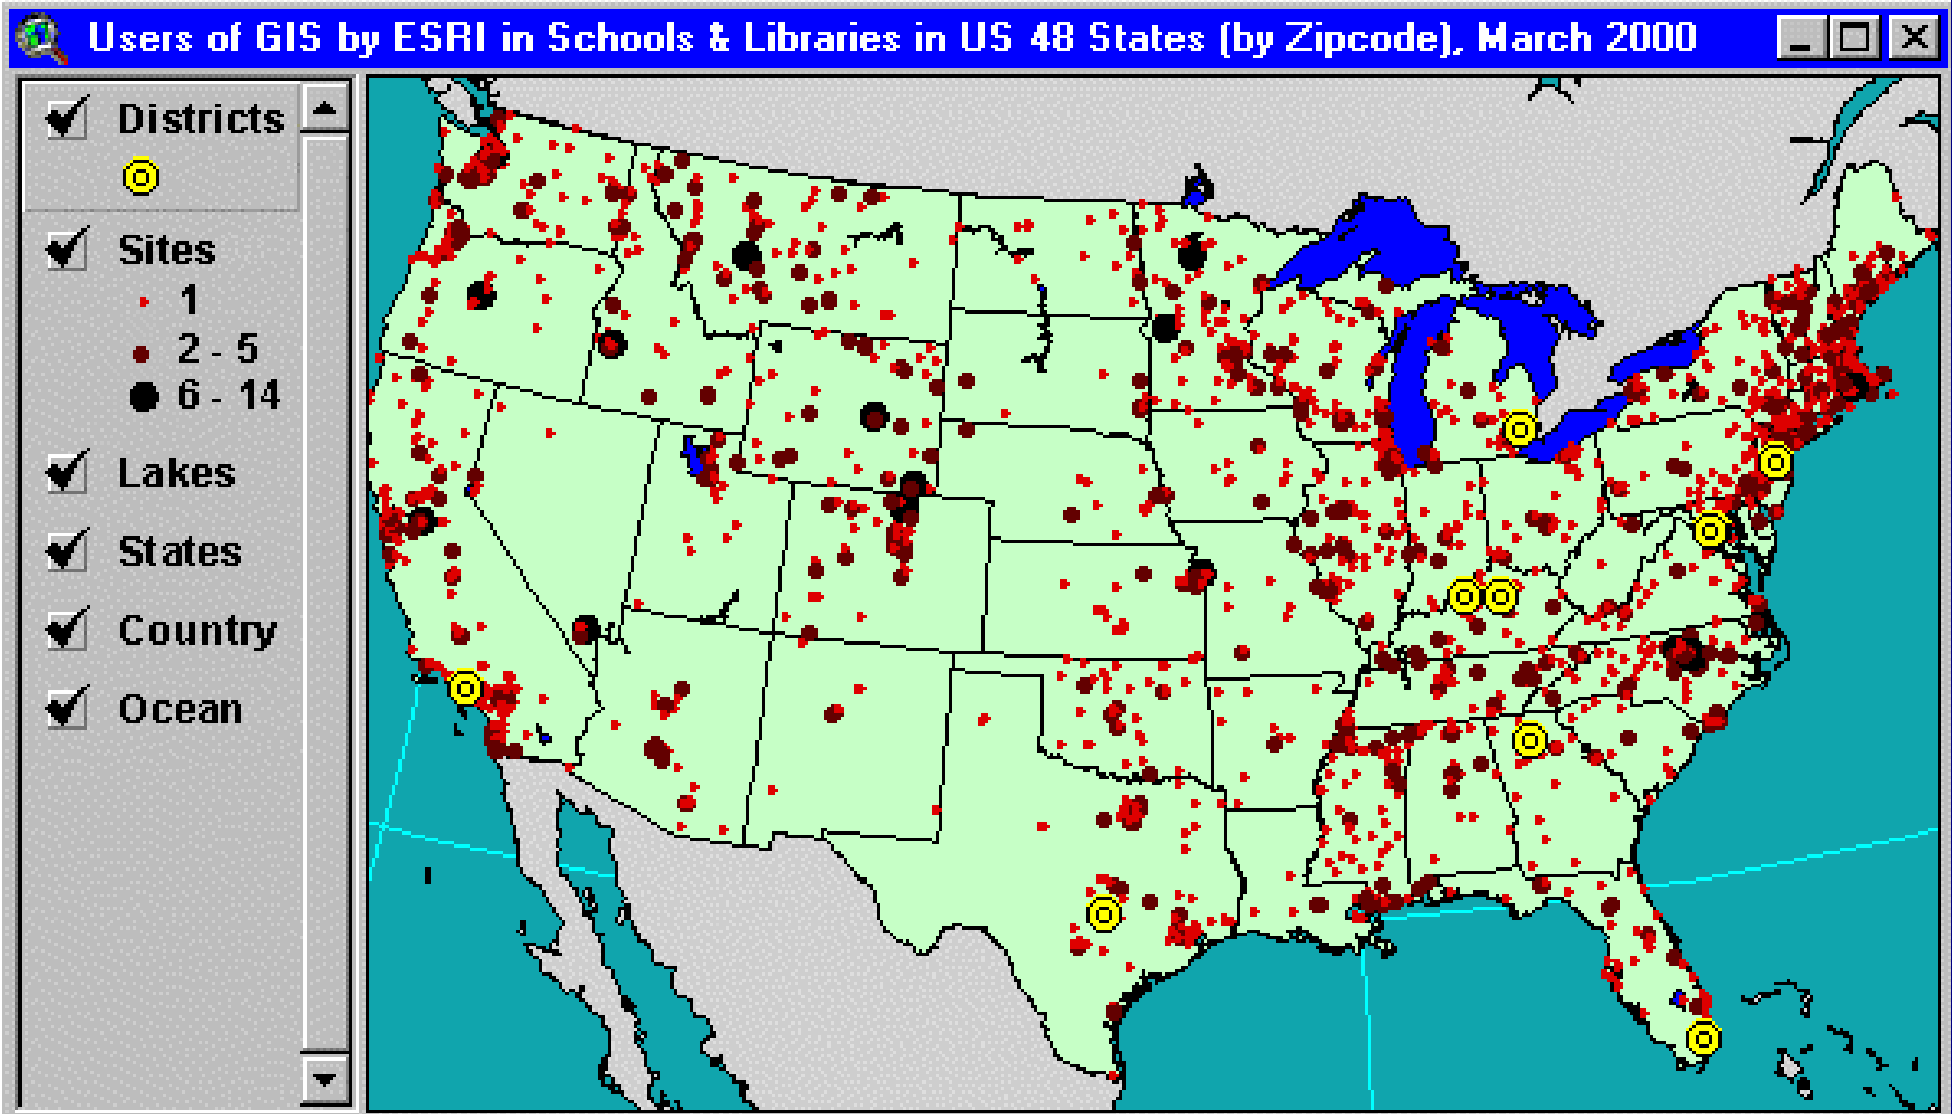 Users of GIS by ESRI in Schools & Libraries in US 48 States (by Zipcode), March 2000
Districts
Sites
1
2 - 5
6 - 14
Lakes
States
Country
Ocean